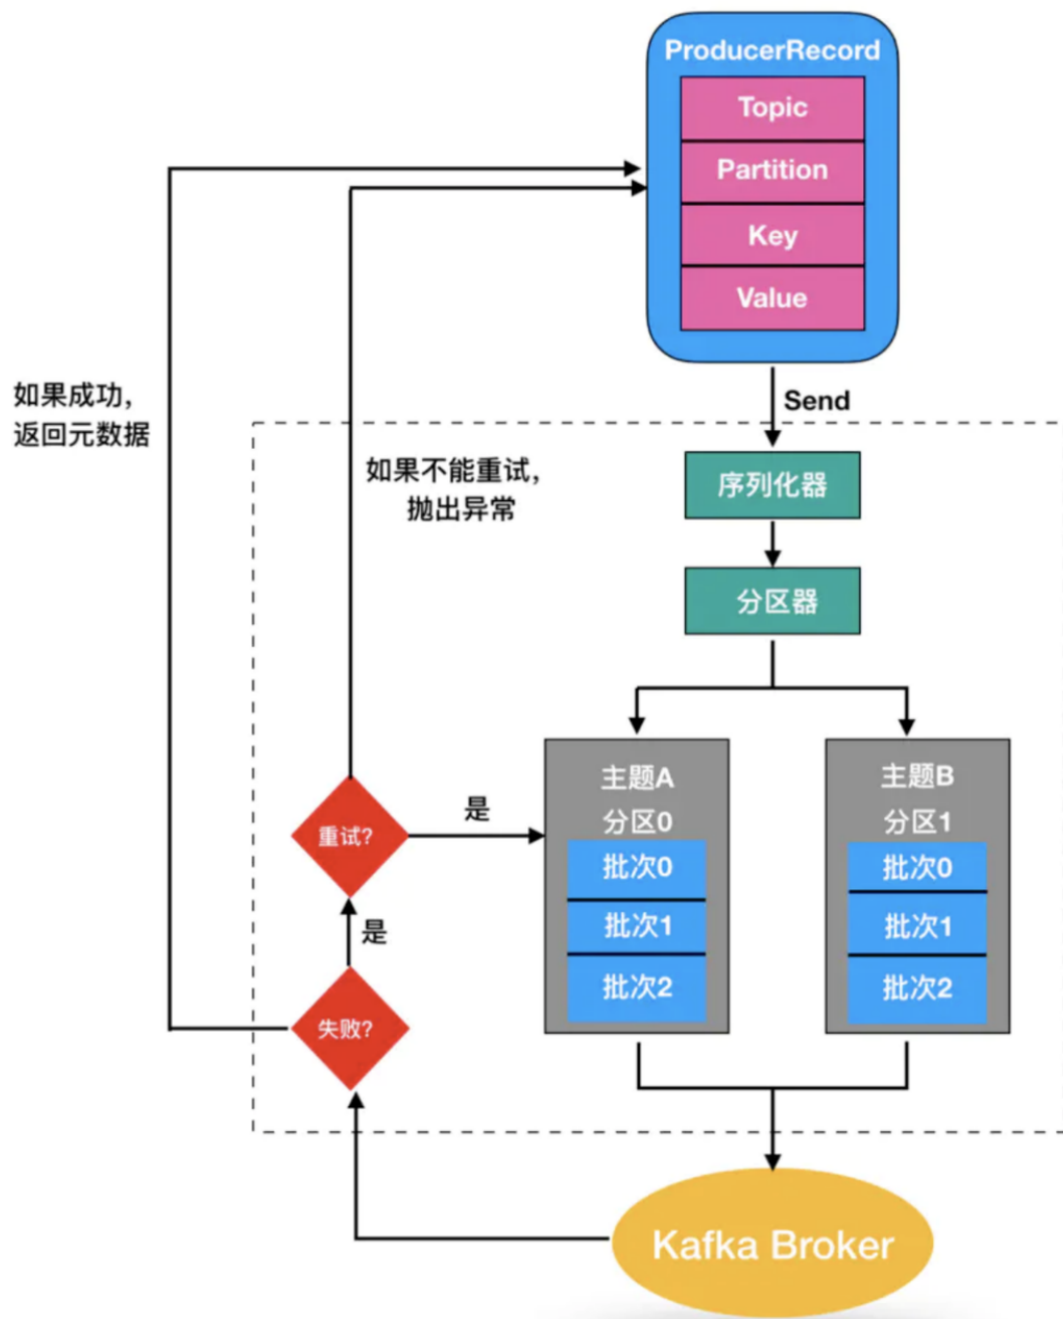 ProducerRecord
Topic
Partition
Key
Value
如果成功，
返回元数据
Send
如果不能重试，
抛出异常
序列化器
分区器
主题A
分区0
批次0
批次1
批次2
主题B
分区1
批次0
批次1
批次2
重试？
是
是
失败？
Kafka Broker